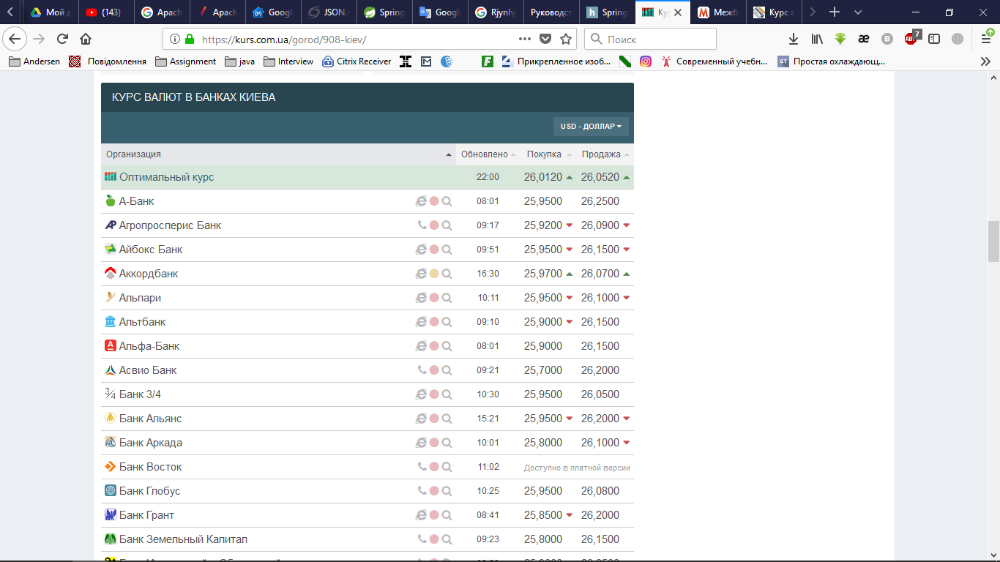 Мой д
(143)
Apach
Apach
Googl
JSON.s
Spring
Googl
Rjynhj
Руководст
Spring
Ку
Межб
Курс в
https://kurs.com.ua/gorod/908-kiev/
Поиск
7
Andersen
Повідомлення
Assignment
java
Interview
Citrix Receiver
Прикрепленное изоб...
Современный учебн...
GT Простая охлаждающ...
КУРС ВАЛЮТ В БАНКАХ КИЕВА
USD - ДОЛЛАР
Организация Обновлено Покупка Продажа
Оптимальный курс 22:00 26,0120 26,0520
А-Банк 08:01 25,9500 26,2500
Агропросперис Банк 09:17 25,9200 26,0900
Айбокс Банк 09:51 25,9500 26,1500
Аккордбанк 16:30 25,9700 26,0700
Альпари 10:11 25,9500 26,1000
Альтбанк 09:10 25,9000 26,1500
Альфа-Банк 08:01 25,9000 26,1500
Асвио Банк 09:21 25,7000 26,2000
Банк 3/4 10:30 25,9500 26,0500
Банк Альянс 15:21 25,9500 26,2000
Банк Аркада 10:01 25,8000 26,1000
Банк Восток 11:02 Доступно в платной версии
Банк Глобус 10:25 25,9500 26,0800
Банк Грант 08:41 25,8500 26,2000
Банк Земельный Капитал 09:23 25,8000 26,1500